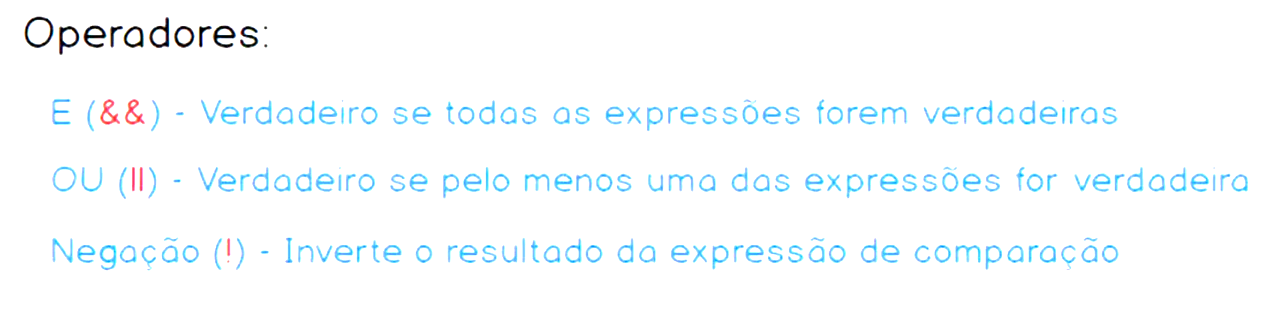 Operadores:
E (&&) - Verdadeiro se todas as expressões forem verdadeiras
OU (||) - Verdadeiro se pelo menos uma das expressões for verdadeira
Negação (!) - Inverte o resultado da expressão de comparação